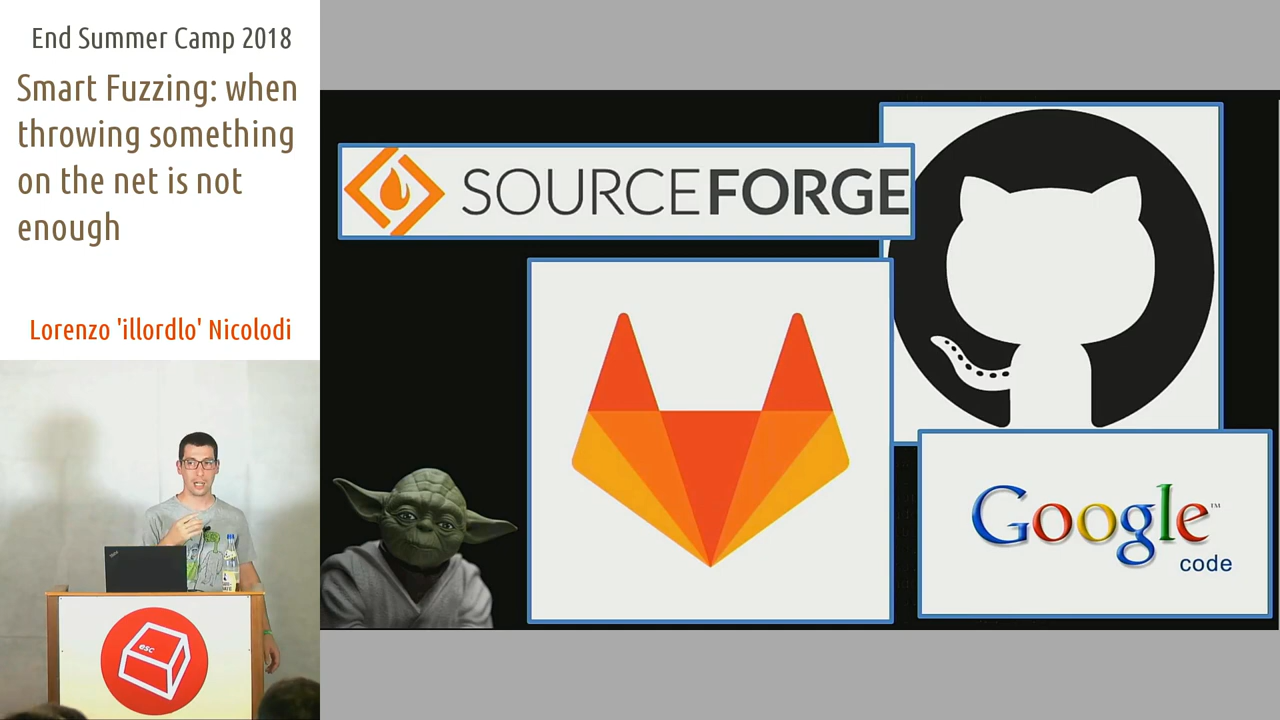 End Summer Camp 2018
Smart Fuzzing: when
throwing something
on the net is not
enough
Lorenzo 'illordlo' Nicolodi
SOURCEFORGE
Google™
code
esc